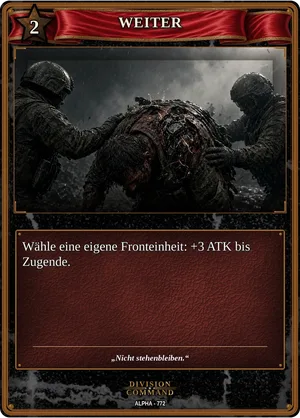 2
WEITER
Wähle eine eigene Fronteinheit: +3 ATK bis
Zugende.
„Nicht stehenbleiben.“
DIVISION
COMMAND
ALPHA - 772